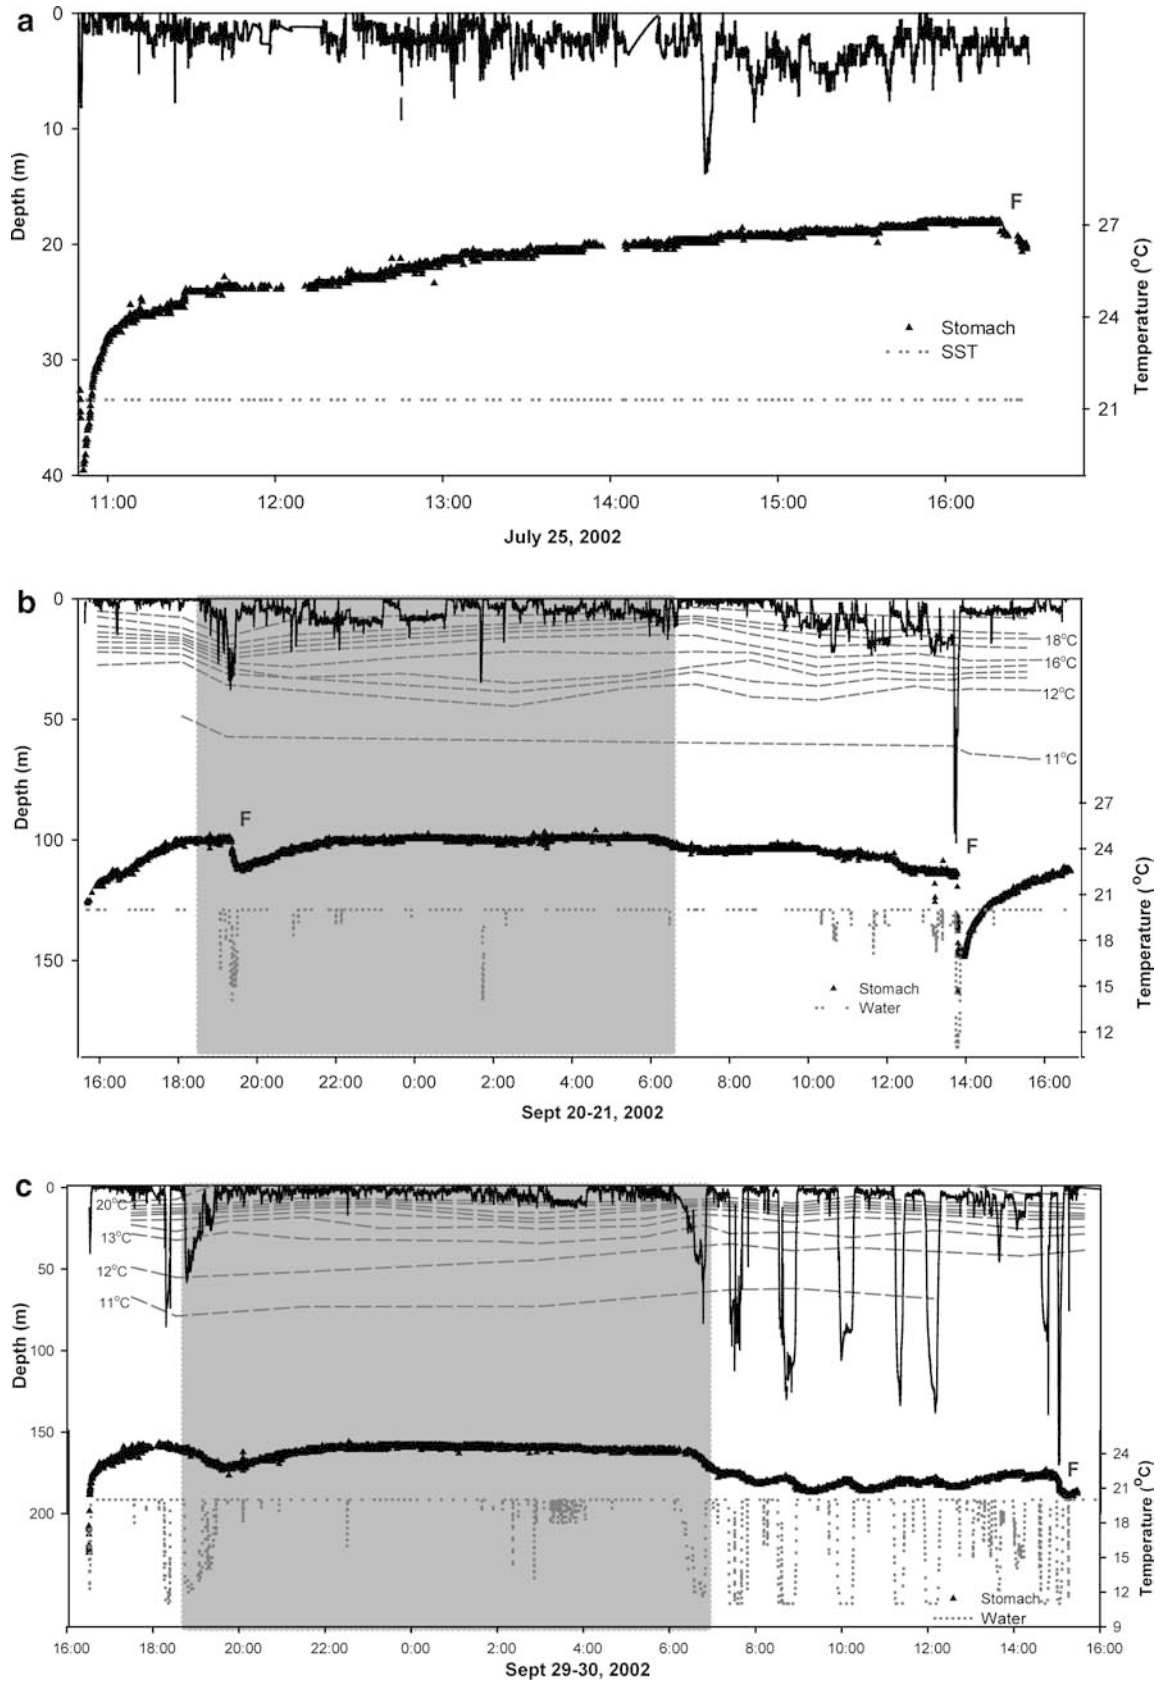 a
0
10
20
30
40
Depth (m)
F
27
24
21
Temperature (°C)
Stomach
SST
11:00 12:00 13:00 14:00 15:00 16:00
July 25, 2002
b
0
50
100
150
Depth (m)
18°C
16°C
12°C
11°C
F
F
27
24
21
18
15
12
Temperature (°C)
Stomach
Water
16:00 18:00 20:00 22:00 0:00 2:00 4:00 6:00 8:00 10:00 12:00 14:00 16:00
Sept 20-21, 2002
c
0
50
100
150
200
Depth (m)
20°C
13°C
12°C
11°C
F
24
21
18
15
12
9
Temperature (°C)
Stomach
Water
16:00 18:00 20:00 22:00 0:00 2:00 4:00 6:00 8:00 10:00 12:00 14:00 16:00
Sept 29-30, 2002